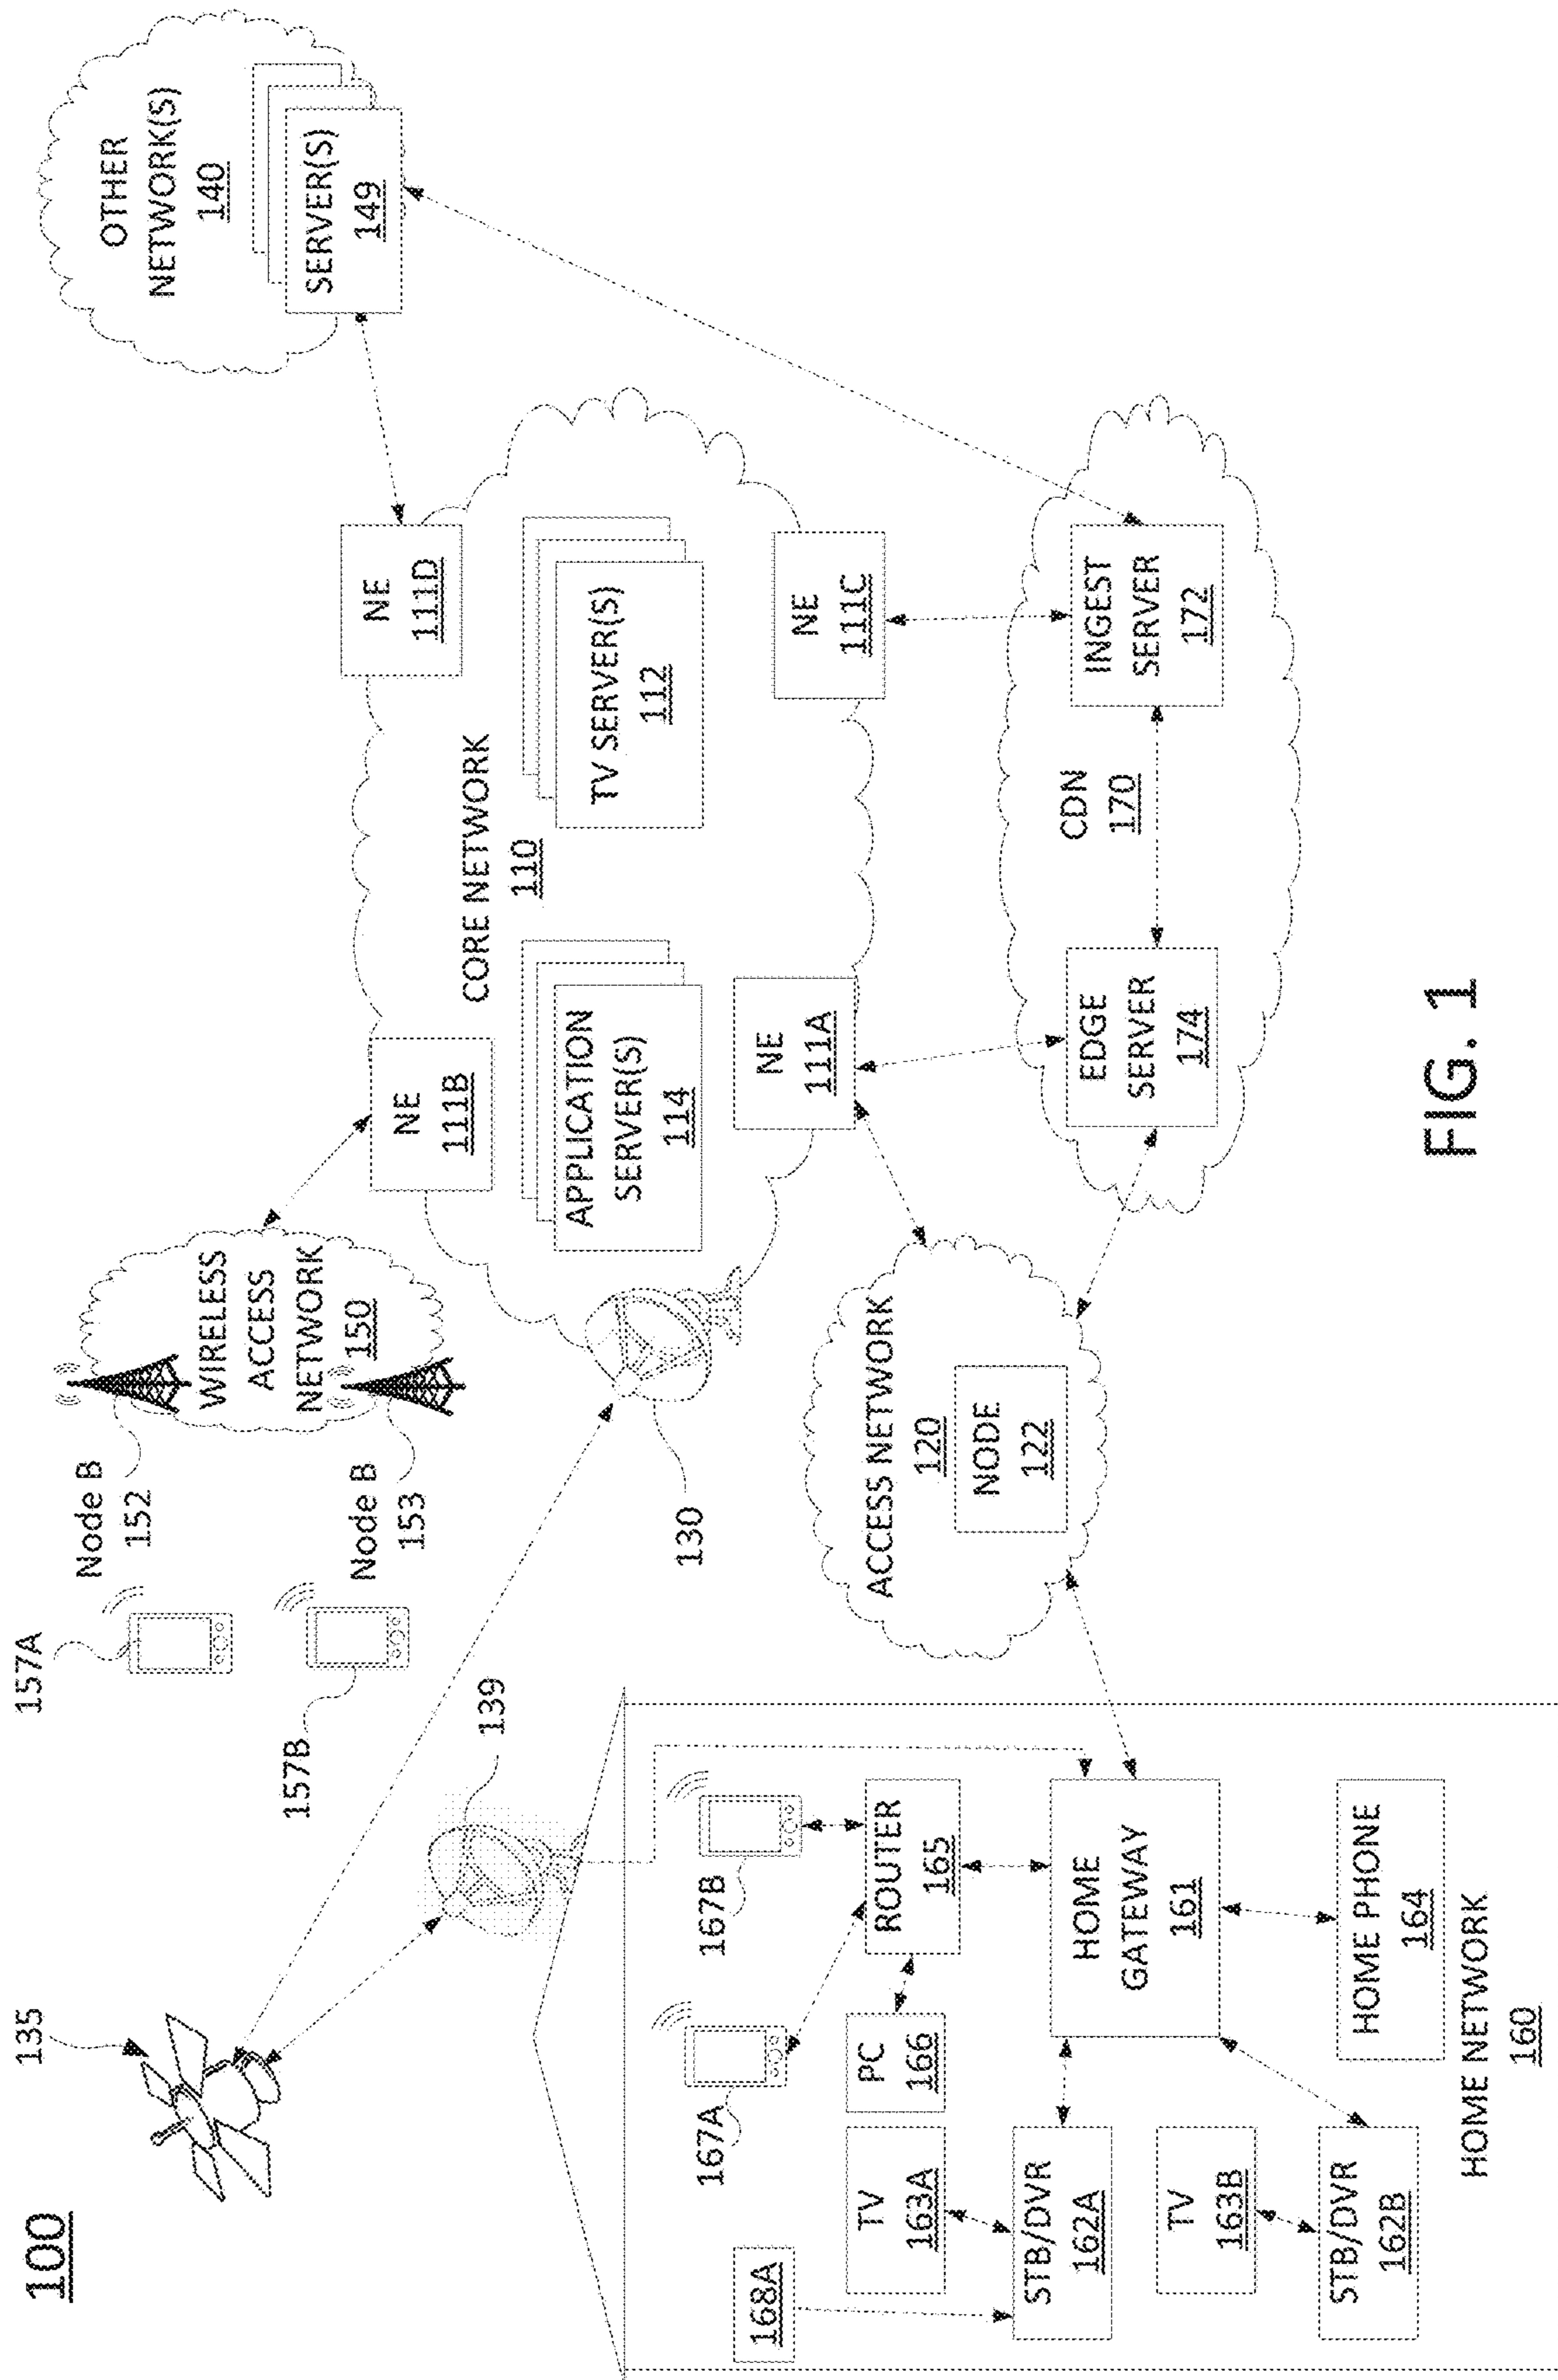 100
135
157A
157B
Node B
152
Node B
153
WIRELESS
ACCESS
NETWORK
150
OTHER
NETWORK(S)
140
SERVER(S)
149
139
130
NE
111B
NE
111D
CORE NETWORK
110
APPLICATION
SERVER(S)
114
TV SERVER(S)
112
NE
111A
NE
111C
ACCESS NETWORK
120
NODE
122
EDGE
SERVER
174
CDN
170
INGEST
SERVER
172
167A
167B
168A
TV
163A
PC
166
ROUTER
165
STB/DVR
162A
HOME
GATEWAY
161
TV
163B
STB/DVR
162B
HOME PHONE
164
HOME NETWORK
160
FIG. 1